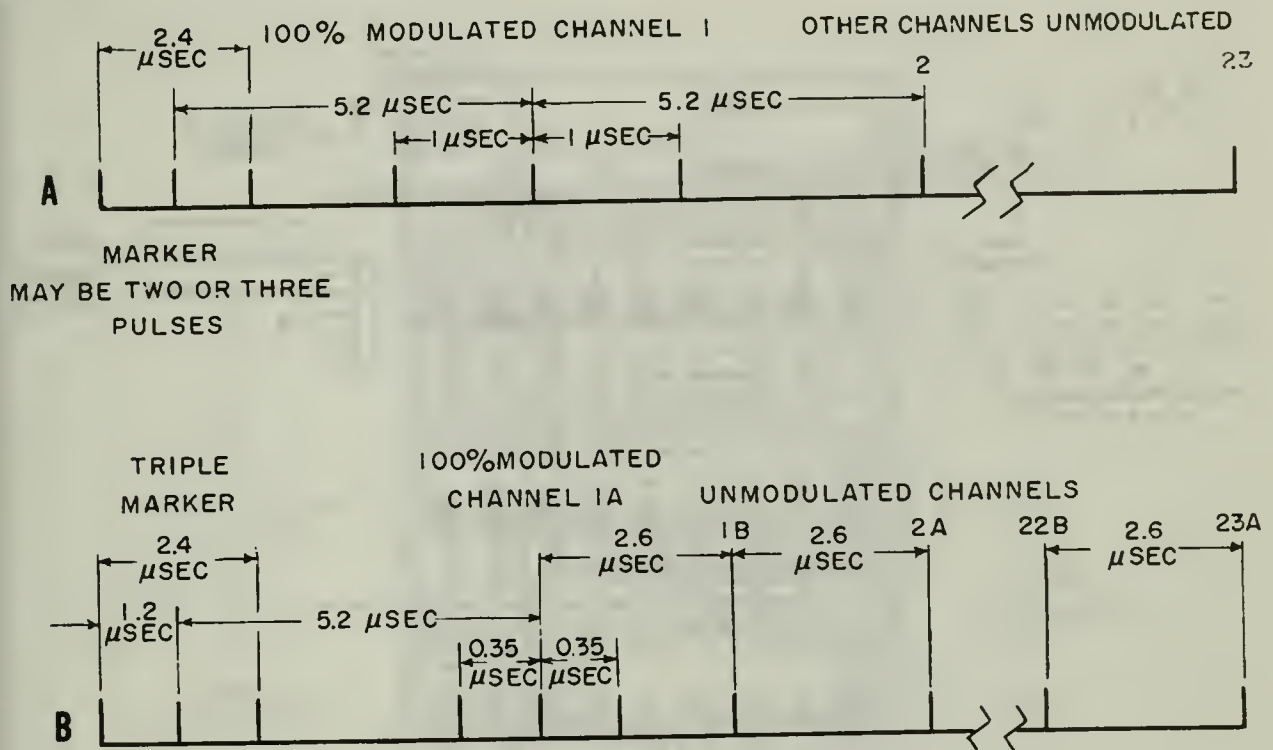 2.4 100% MODULATED CHANNEL 1 OTHER CHANNELS UNMODULATED
μSEC
2 23
5.2 μSEC 5.2 μSEC
1 μSEC 1 μSEC
A
MARKER
MAY BE TWO OR THREE
PULSES
TRIPLE
MARKER
100% MODULATED
CHANNEL 1A
UNMODULATED CHANNELS
1B 2A 22B 23A
2.4
μSEC
2.6
μSEC
2.6
μSEC
2.6
μSEC
1.2
μSEC
5.2 μSEC
0.35
μSEC
0.35
μSEC
B